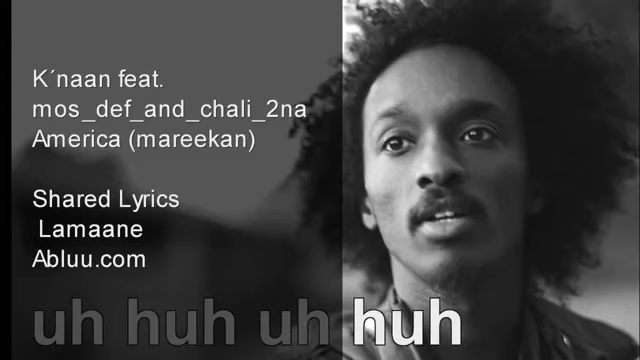 K´naan feat.
mos_def_and_chali_2na
America (mareekan)
Shared Lyrics
Lamaane
Abluu.com
uh huh uh huh